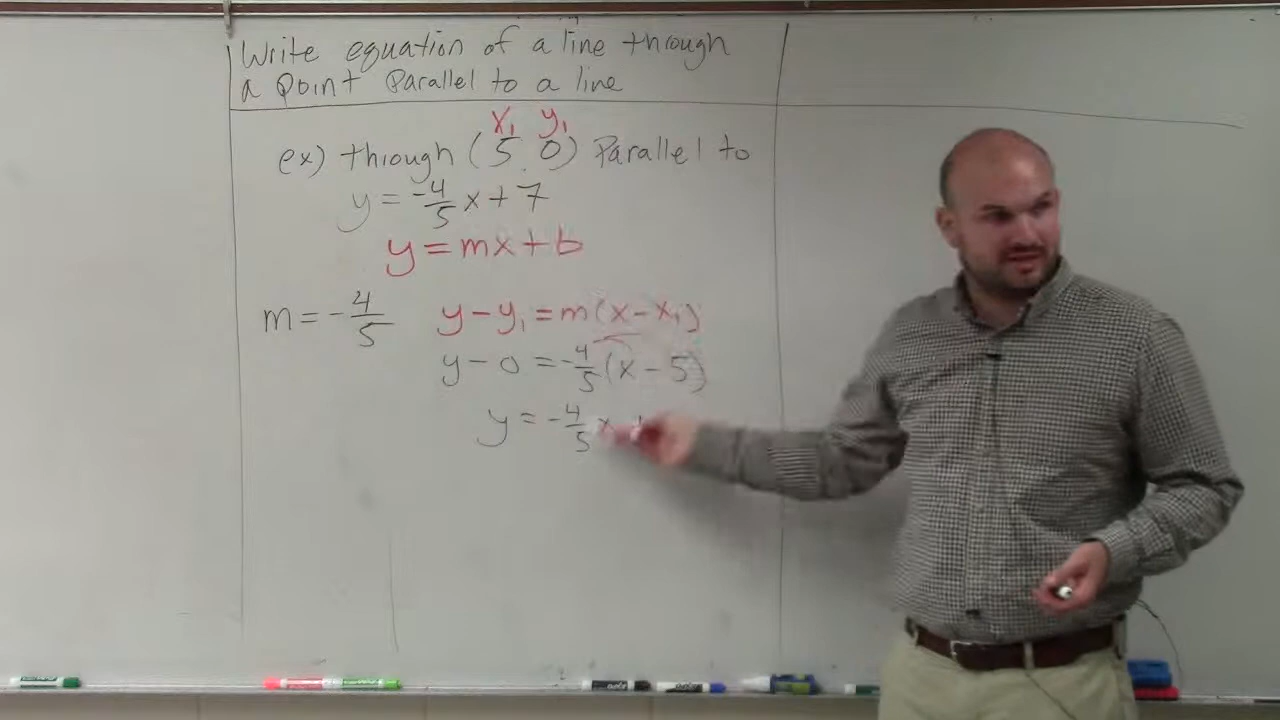 Write equation of a line through
a Point Parallel to a line
x₁ y₁
ex) through (5, 0) Parallel to
y = -4/5 x + 7
y = mx + b
m = -4/5
y - y₁ = m(x - x₁)
y - 0 = -4/5 (x - 5)
y = -4/5 x +